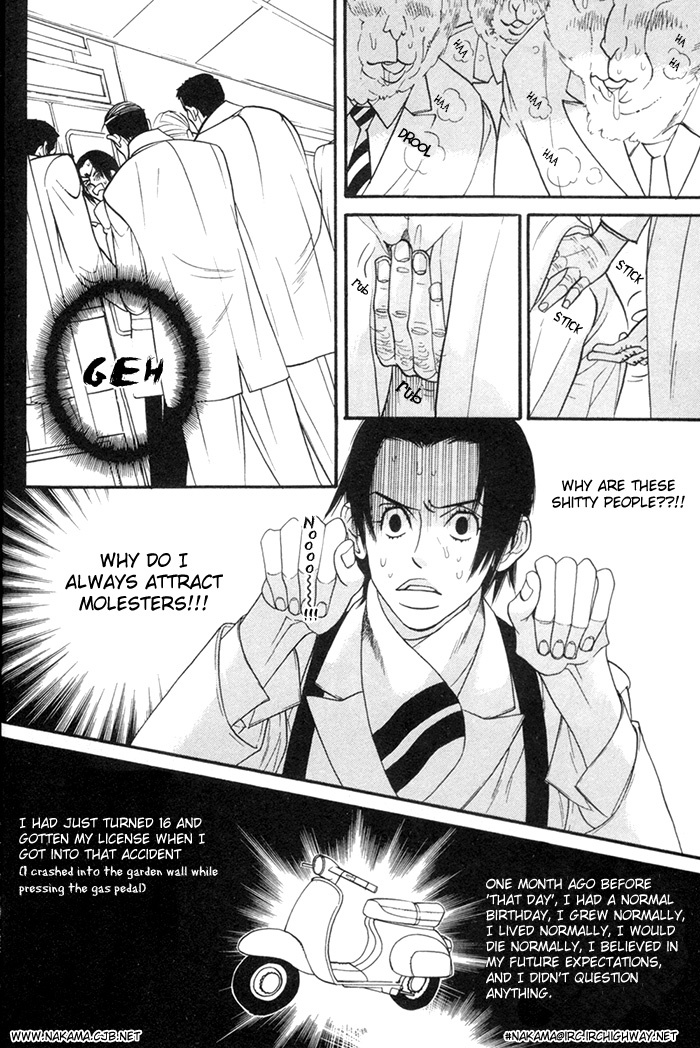 HAA
HAA
HAA
HAA
HA
HA
DROOL
HAA
rub
rub
STICK
STICK
GEH
WHY ARE THESE
SHITTY PEOPLE??!!
NOOOO~~~!!!
WHY DO I
ALWAYS ATTRACT
MOLESTERS!!!
I HAD JUST TURNED 16 AND
GOTTEN MY LICENSE WHEN I
GOT INTO THAT ACCIDENT
(I crashed into the garden wall while
pressing the gas pedal)
ONE MONTH AGO BEFORE
'THAT DAY', I HAD A NORMAL
BIRTHDAY, I GREW NORMALLY,
I LIVED NORMALLY, I WOULD
DIE NORMALLY, I BELIEVED IN
MY FUTURE EXPECTATIONS,
AND I DIDN'T QUESTION
ANYTHING.
WWW.NAKAMA.CJB.NET
#NAKAMA@IRC.IRCHIGHWAY.NET